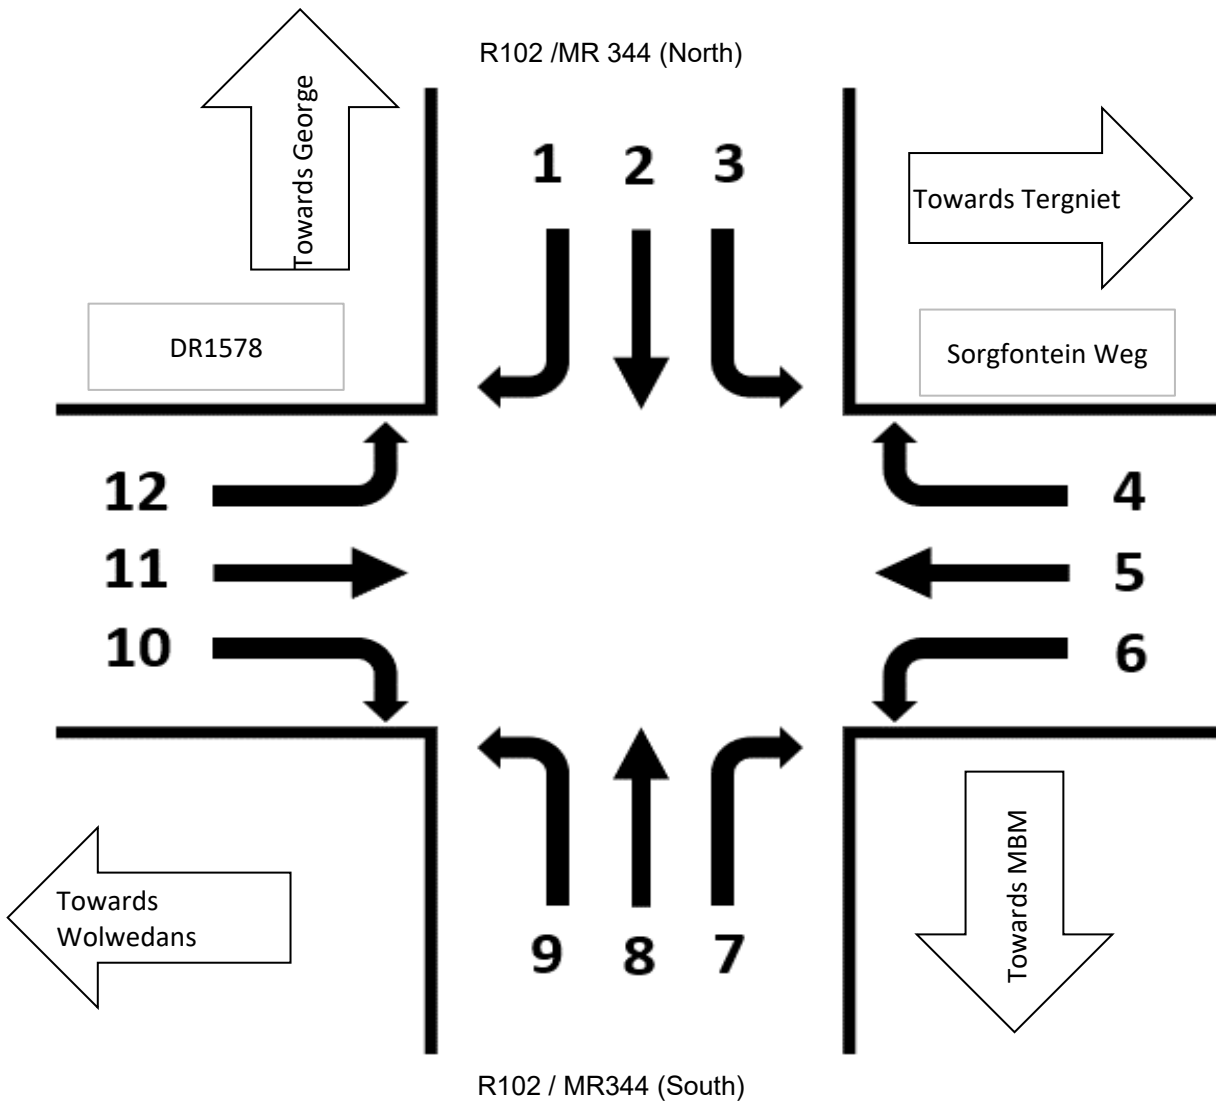 R102 /MR 344 (North)
Towards George
1 2 3
Towards Tergniet
DR1578
Sorgfontein Weg
12
11
10
4
5
6
9 8 7
Towards
Wolwedans
Towards MBM
R102 / MR344 (South)